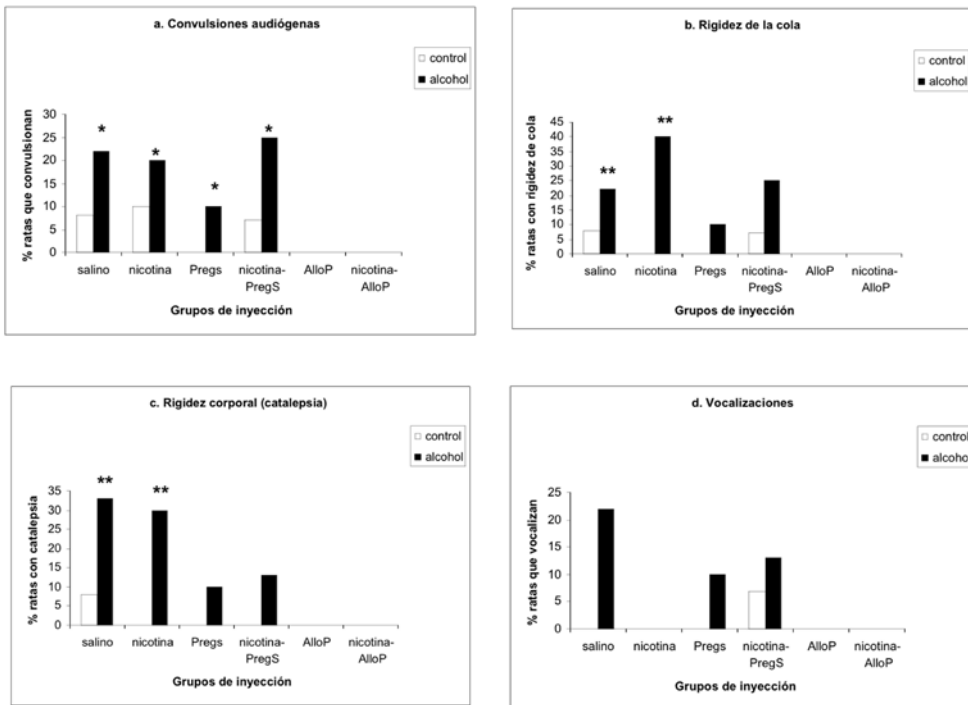 a. Convulsiones audiógenas
control
alcohol
% ratas que convulsionan
30
25
20
15
10
5
0
* * * *
salino nicotina Pregs nicotina- AlloP nicotina-
PregS AlloP
Grupos de inyección
b. Rigidez de la cola
control
alcohol
% ratas con rigidez de cola
45
40
35
30
25
20
15
10
5
0
** **
salino nicotina Pregs nicotina- AlloP nicotina-
PregS AlloP
Grupos de inyección
c. Rigidez corporal (catalepsia)
control
alcohol
% ratas con catalepsia
35
30
25
20
15
10
5
0
** **
salino nicotina Pregs nicotina- AlloP nicotina-
PregS AlloP
Grupos de inyección
d. Vocalizaciones
control
alcohol
% ratas que vocalizan
25
20
15
10
5
0
salino nicotina Pregs nicotina- AlloP nicotina-
PregS AlloP
Grupos de inyección